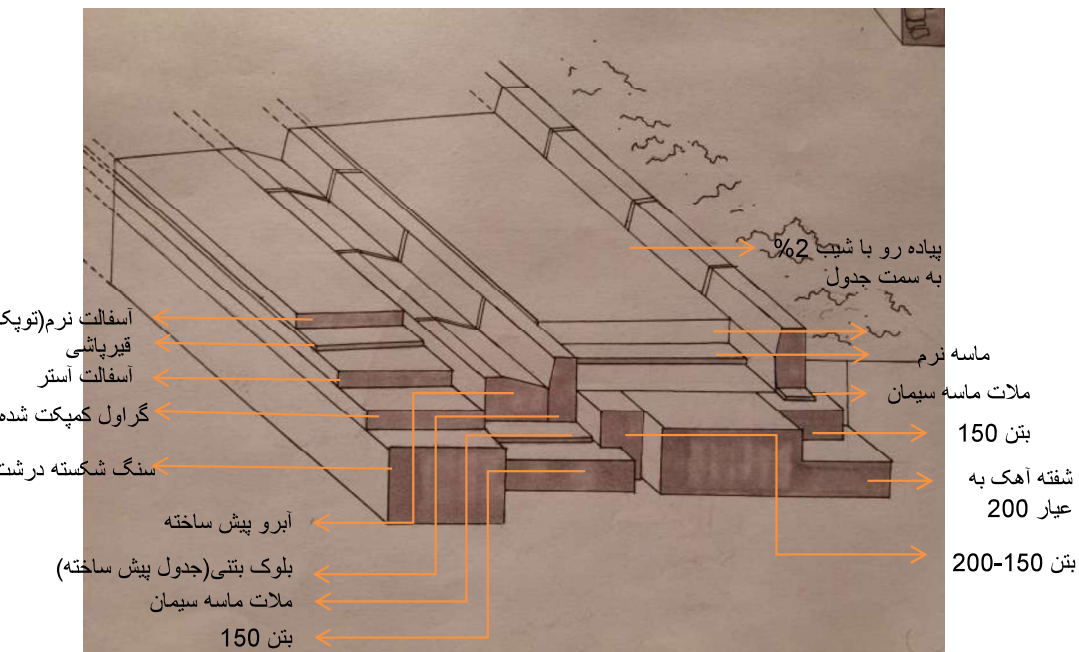 پیاده رو با شیب 2%
به سمت جدول
آسفالت نرم(توپک
قیرپاشی
آسفالت آستر
گراول کمپکت شده
سنگ شکسته درشت
ماسه نرم
ملات ماسه سیمان
بتن 150
شفته آهک به
عیار 200
بتن 150-200
آبرو پیش ساخته
بلوک بتنی(جدول پیش ساخته)
ملات ماسه سیمان
بتن 150